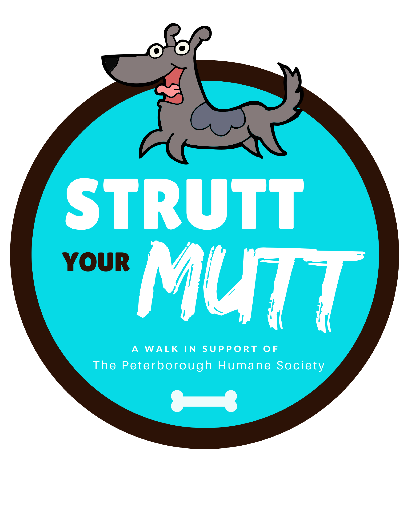 STRUTT
YOUR MUTT
A WALK IN SUPPORT OF
The Peterborough Humane Society